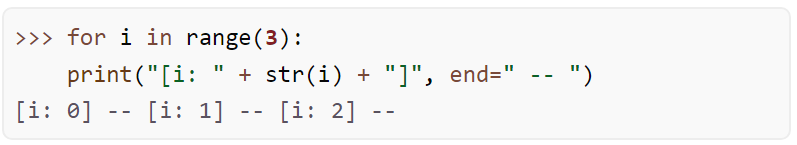 >>> for i in range(3):
    print("[i: " + str(i) + "]", end=" -- ")
[i: 0] -- [i: 1] -- [i: 2] --